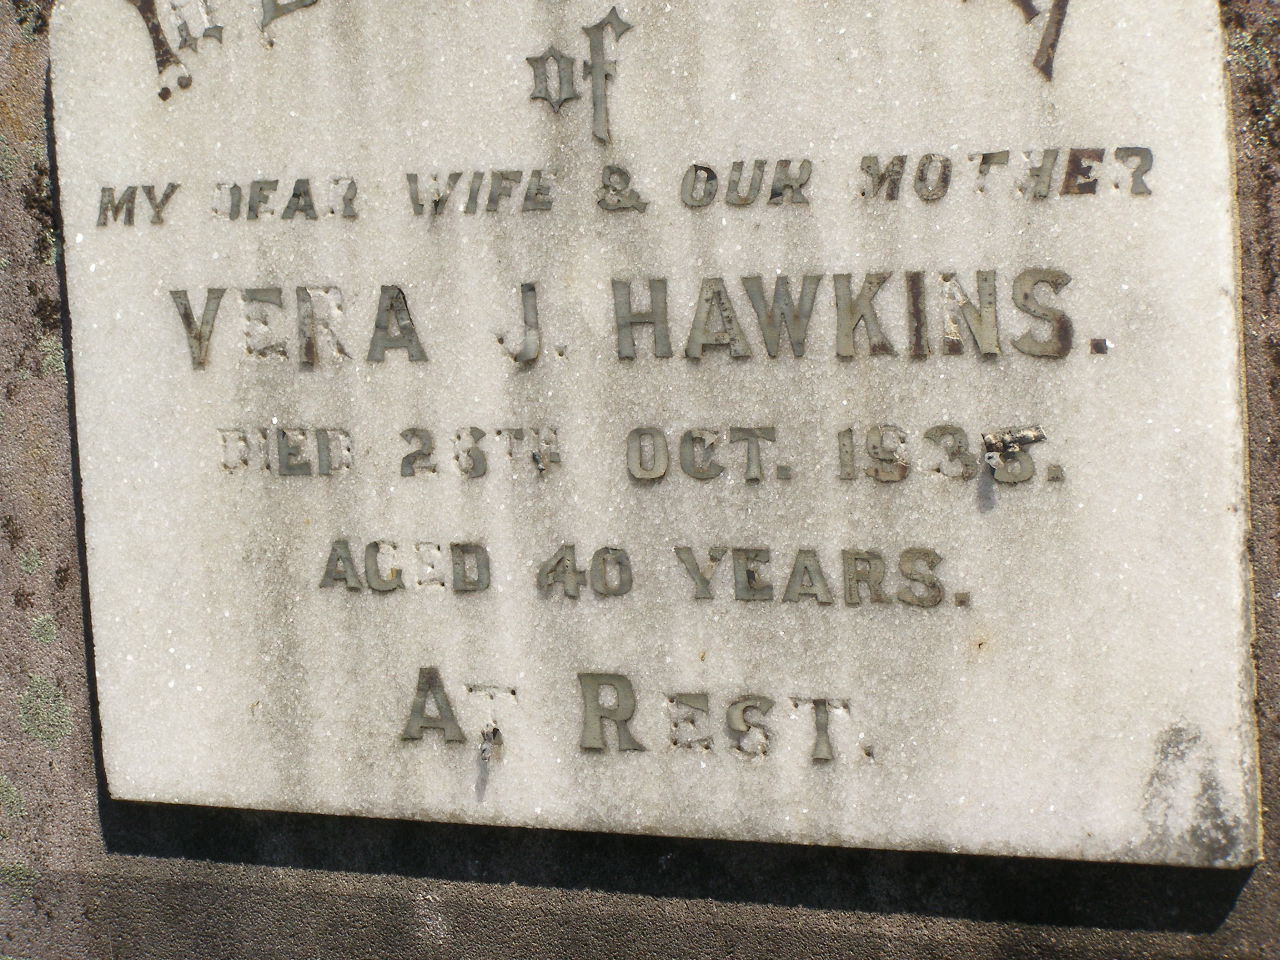 of
MY DEAR WIFE & OUR MOTHER
VERA J. HAWKINS.
DIED 26TH OCT. 1935.
AGED 40 YEARS.
AT REST.